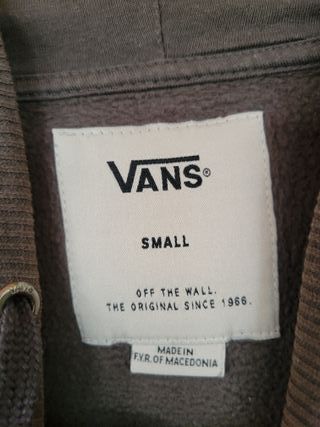 VANS®
SMALL
OFF THE WALL.
THE ORIGINAL SINCE 1966.
MADE IN
F.Y.R. OF MACEDONIA